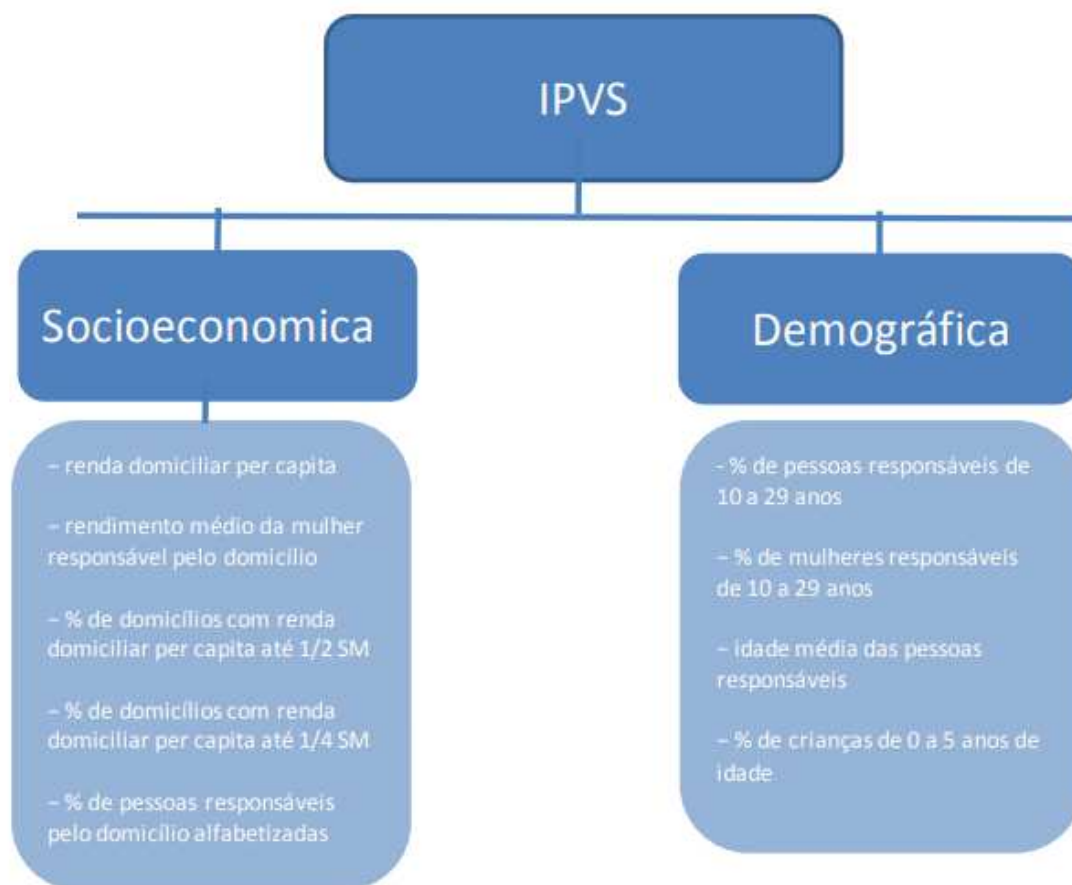 IPVS
Socioeconomica
– renda domiciliar per capita
– rendimento médio da mulher
responsável pelo domicílio
– % de domicílios com renda
domiciliar per capita até 1/2 SM
– % de domicílios com renda
domiciliar per capita até 1/4 SM
– % de pessoas responsáveis
pelo domicílio alfabetizadas
Demográfica
- % de pessoas responsáveis de
10 a 29 anos
– % de mulheres responsáveis
de 10 a 29 anos
– idade média das pessoas
responsáveis
– % de crianças de 0 a 5 anos de
idade